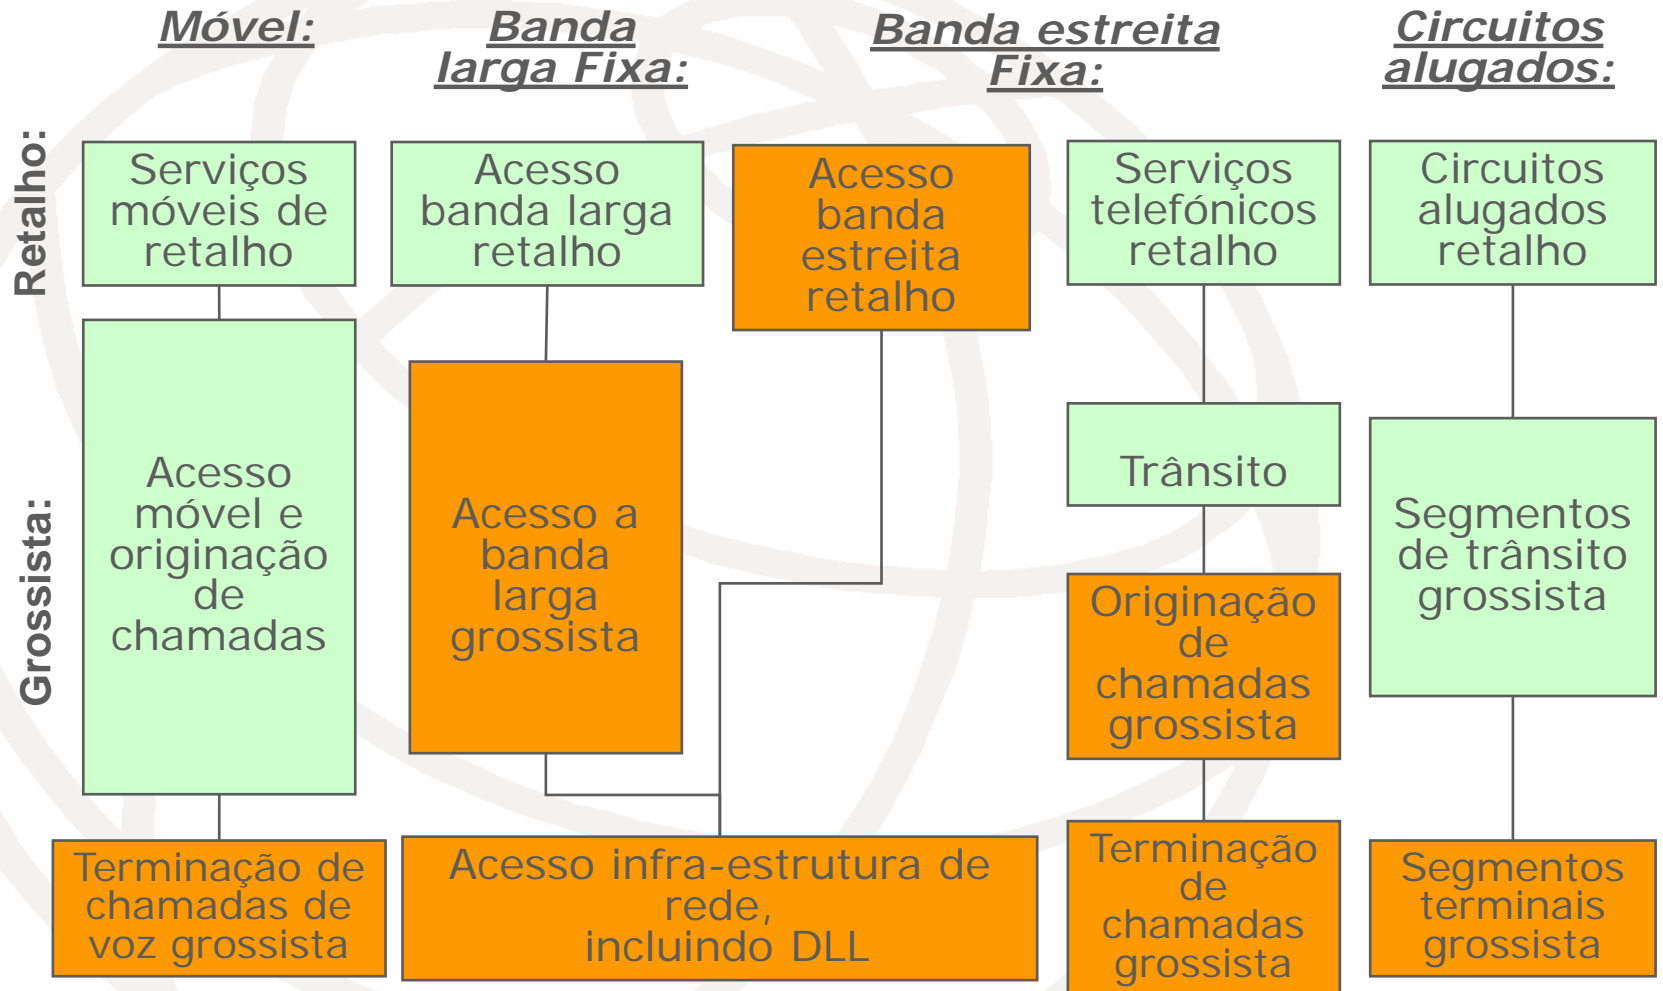 Móvel:
Banda
larga Fixa:
Banda estreita
Fixa:
Circuitos
alugados:
Retalho:
Serviços
móveis de
retalho
Acesso
banda larga
retalho
Acesso
banda
estreita
retalho
Serviços
telefónicos
retalho
Circuitos
alugados
retalho
Grossista:
Acesso
móvel e
originação
de
chamadas
Acesso a
banda
larga
grossista
Trânsito
Originação
de
chamadas
grossista
Segmentos
de trânsito
grossista
Terminação de
chamadas de
voz grossista
Acesso infra-estrutura de
rede,
incluindo DLL
Terminação
de
chamadas
grossista
Segmentos
terminais
grossista